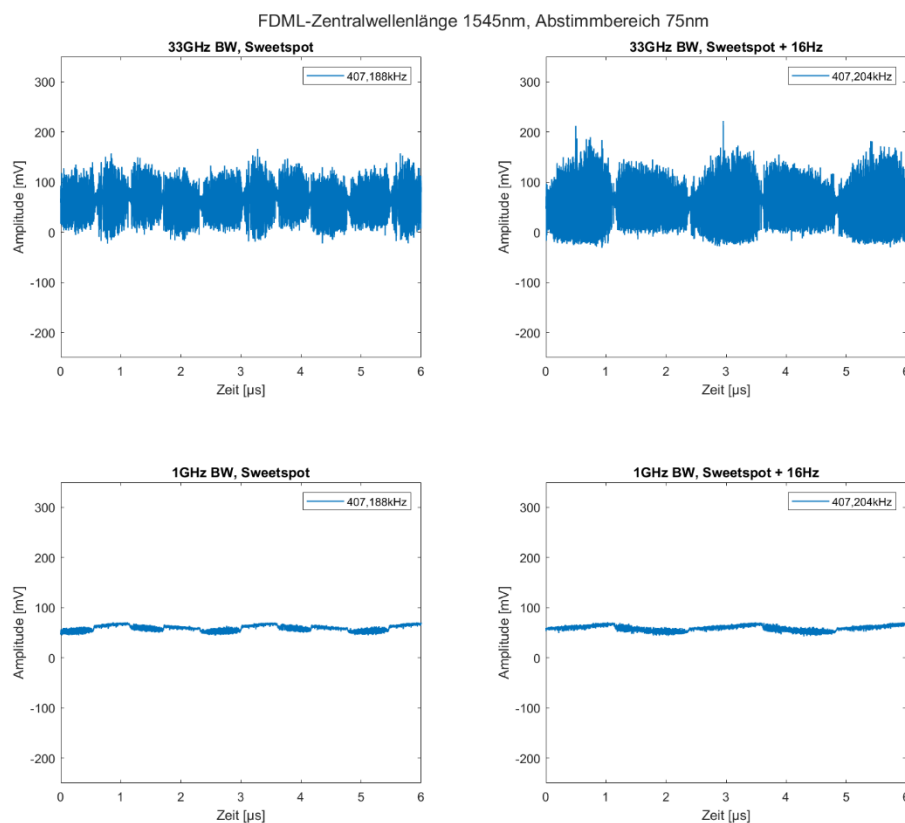 FDML-Zentralwellenlänge 1545nm, Abstimmbereich 75nm
33GHz BW, Sweetspot
407,188kHz
300
200
100
0
-100
-200
Amplitude [mV]
0 1 2 3 4 5 6
Zeit [µs]
33GHz BW, Sweetspot + 16Hz
407,204kHz
300
200
100
0
-100
-200
Amplitude [mV]
0 1 2 3 4 5 6
Zeit [µs]
1GHz BW, Sweetspot
407,188kHz
300
200
100
0
-100
-200
Amplitude [mV]
0 1 2 3 4 5 6
Zeit [µs]
1GHz BW, Sweetspot + 16Hz
407,204kHz
300
200
100
0
-100
-200
Amplitude [mV]
0 1 2 3 4 5 6
Zeit [µs]